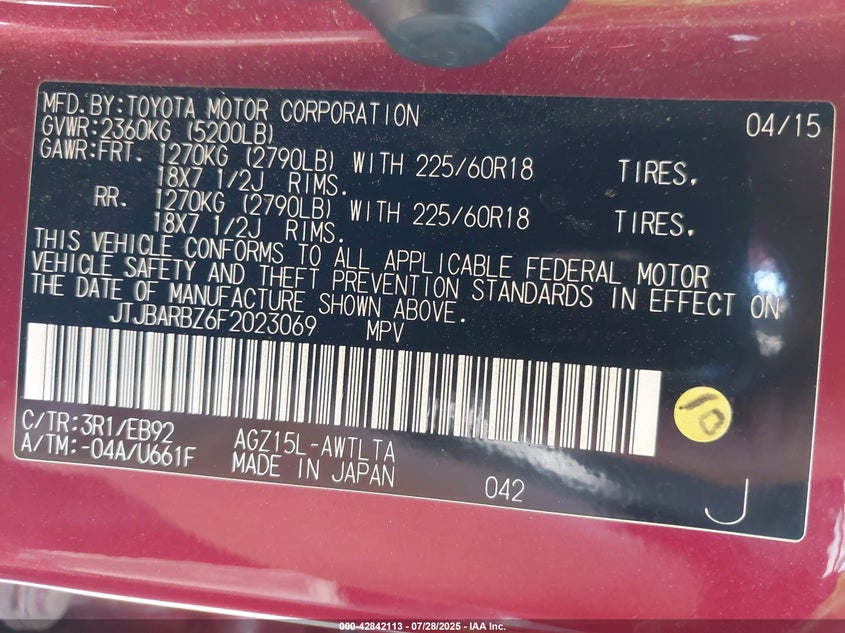 MFD.BY:TOYOTA MOTOR CORPORATION 04/15
GVWR:2360KG (5200LB)
GAWR:FRT. 1270KG (2790LB) WITH 225/60R18 TIRES,
18X7 1/2J RIMS.
RR. 1270KG (2790LB) WITH 225/60R18 TIRES,
18X7 1/2J RIMS.
THIS VEHICLE CONFORMS TO ALL APPLICABLE FEDERAL MOTOR
VEHICLE SAFETY AND THEFT PREVENTION STANDARDS IN EFFECT ON
THE DATE OF MANUFACTURE SHOWN ABOVE.
JTJBARBZ6F2023069 MPV
10
C/TR:3R1/EB92 AGZ15L-AWTLTA
A/TM:-04A/U661F MADE IN JAPAN 042 J
000-42842113 - 07/28/2025 - IAA Inc.